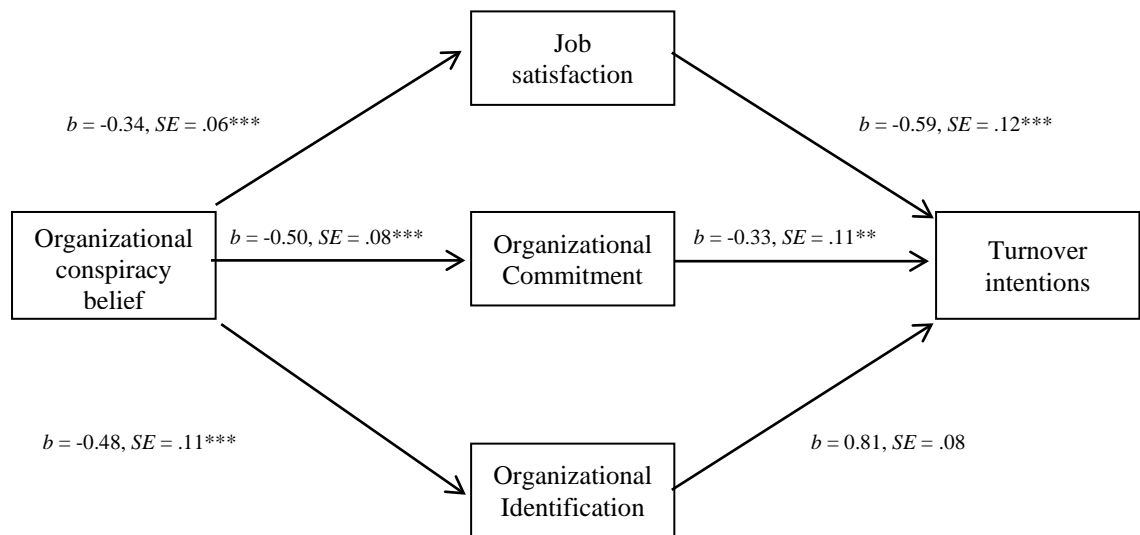 Job
satisfaction
b = -0.34, SE = .06***
b = -0.59, SE = .12***
Organizational
conspiracy
belief
b = -0.50, SE = .08***
Organizational
Commitment
b = -0.33, SE = .11**
Turnover
intentions
b = -0.48, SE = .11***
Organizational
Identification
b = 0.81, SE = .08